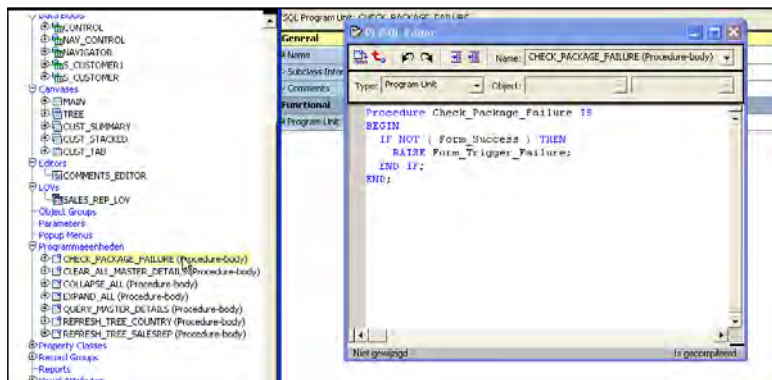 Data Blocks
CONTROL
NAV_CONTROL
NAVIGATOR
S_CUSTOMER1
S_CUSTOMER
Canvases
MAIN
TREE
CUST_SUMMARY
CUST_STACKED
CUST_TAB
Editors
COMMENTS_EDITOR
LOVs
SALES_REP_LOV
Object Groups
Parameters
Popup Menus
Programmaeenheden
CHECK_PACKAGE_FAILURE (Procedure-body)
CLEAR_ALL_MASTER_DETAILS (Procedure-body)
COLLAPSE_ALL (Procedure-body)
EXPAND_ALL (Procedure-body)
QUERY_MASTER_DETAILS (Procedure-body)
REFRESH_TREE_COUNTRY (Procedure-body)
REFRESH_TREE_SALESREP (Procedure-body)
Property Classes
Record Groups
Reports
Visual Attributes
SQL Program Unit: CHECK_PACKAGE_FAILURE
General
Name
Subclass Infor
Comments
Functional
Program Unit
PL/SQL Editor
Name: CHECK_PACKAGE_FAILURE (Procedure-body)
Type: Program Unit Object:
Procedure Check_Package_Failure IS
BEGIN
IF NOT ( Form_Success ) THEN
RAISE Form_Trigger_Failure;
END IF;
END;
Niet gewijzigd Is gecompileerd